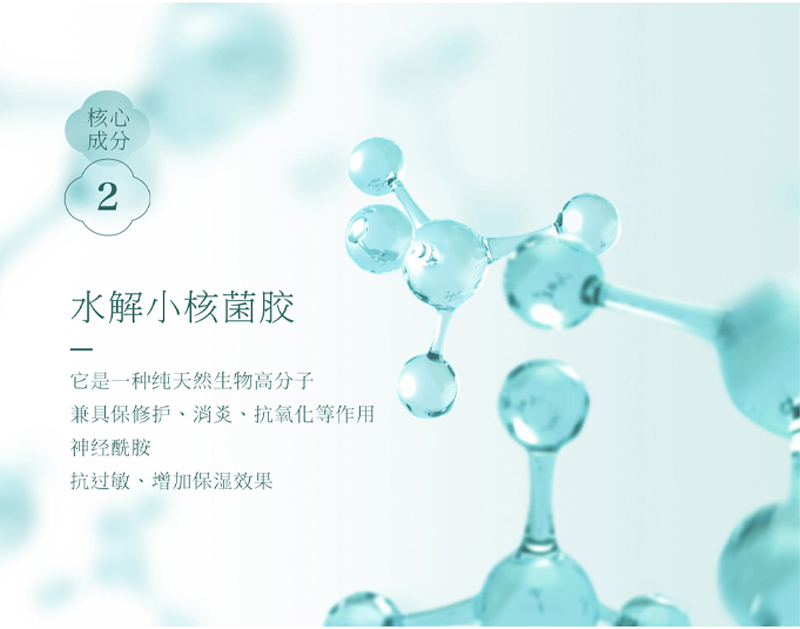 核心
成分
2
水解小核菌胶
它是一种纯天然生物高分子
兼具保修护、消炎、抗氧化等作用
神经酰胺
抗过敏、增加保湿效果